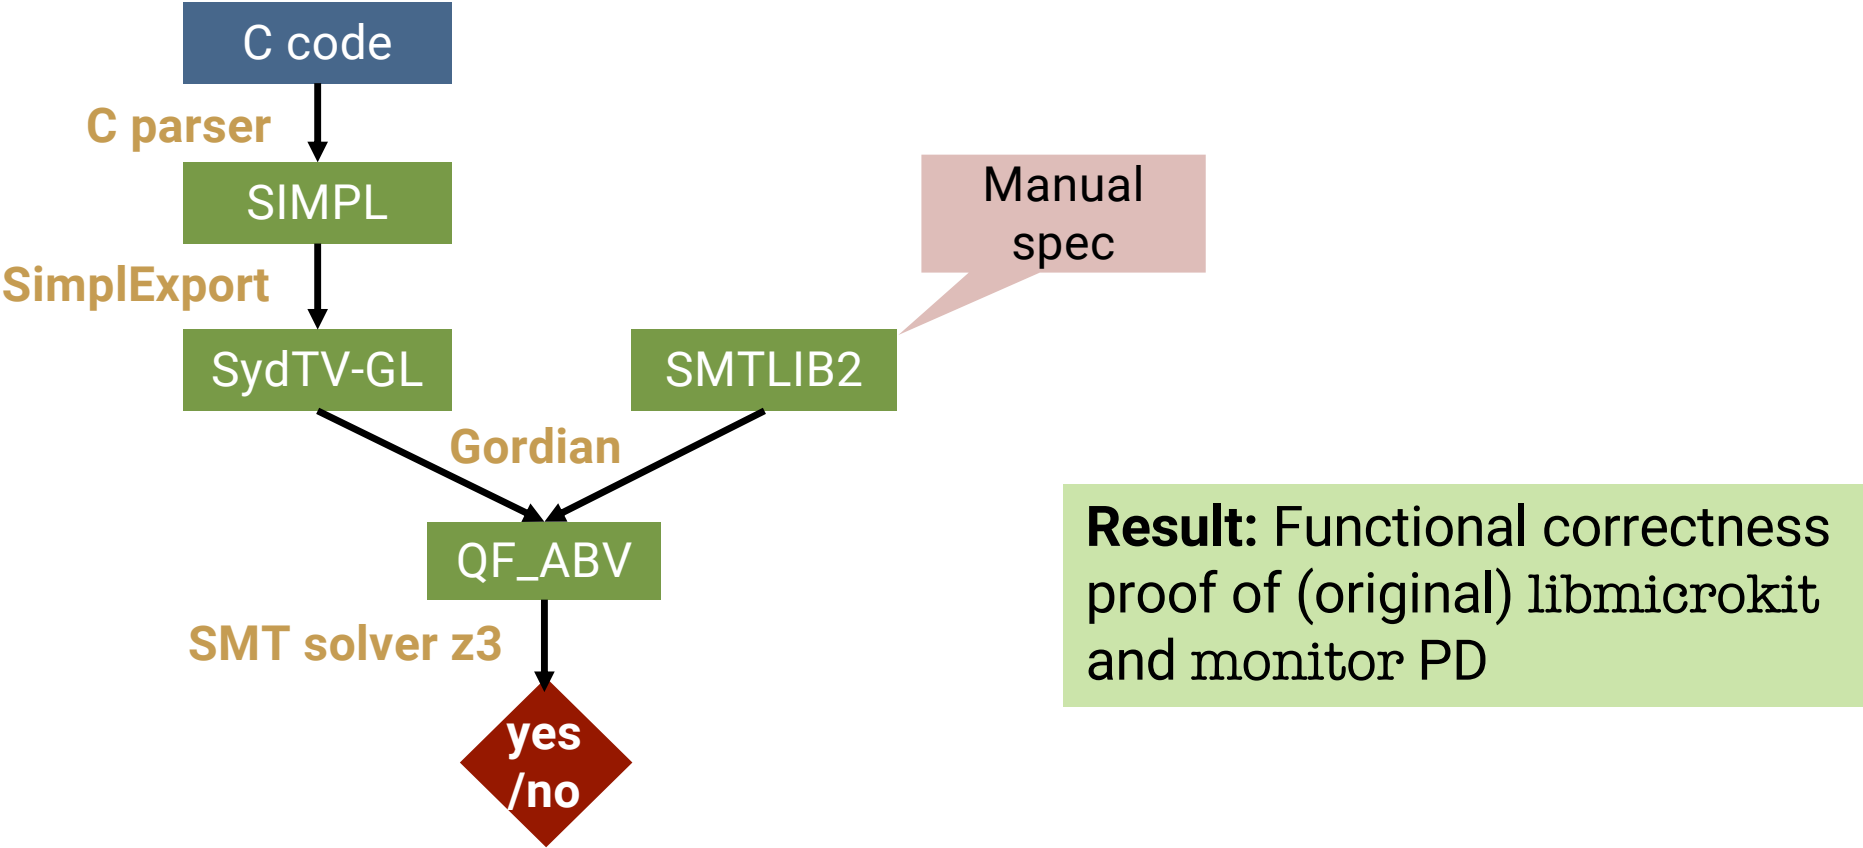 C code
C parser
SIMPL
Manual
spec
SimplExport
SydTV-GL
SMTLIB2
Gordian
QF_ABV
SMT solver z3
yes
/no
Result: Functional correctness
proof of (original) libmicrokit
and monitor PD